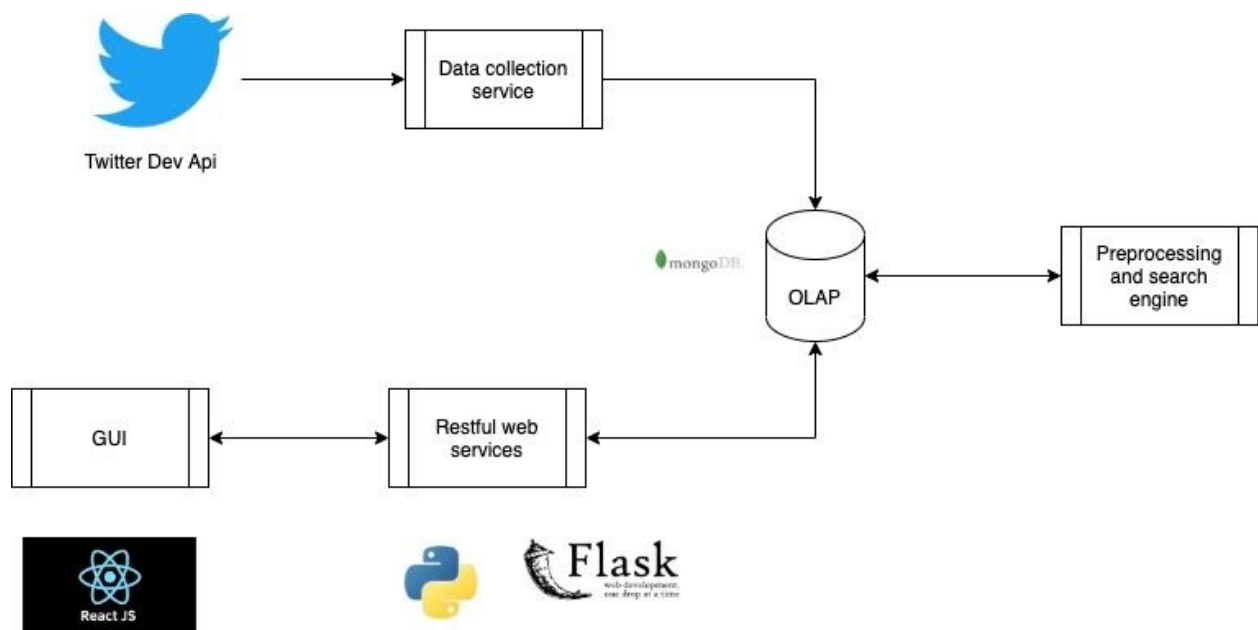 Twitter Dev Api
Data collection
service
mongoDB.
OLAP
Preprocessing
and search
engine
GUI
Restful web
services
React JS
Flask
web development,
one drop at a time